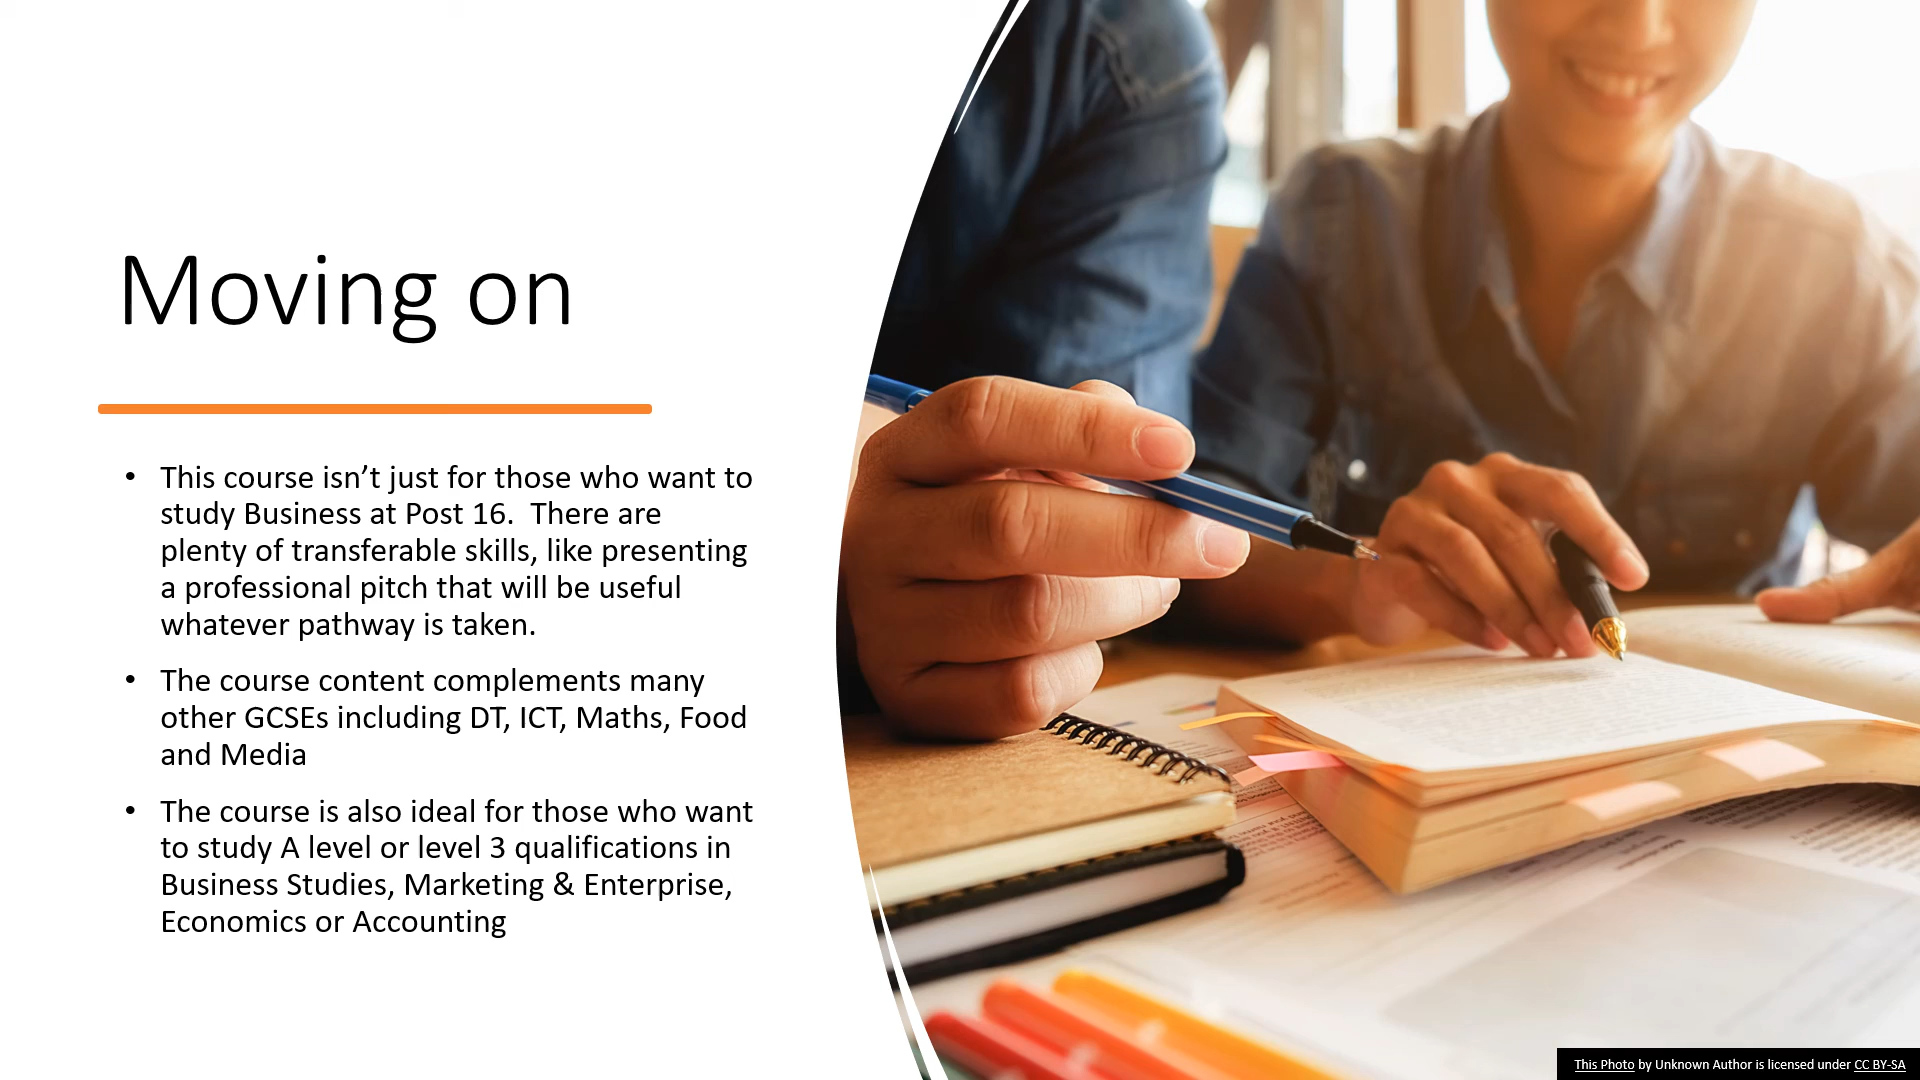 Moving on
• This course isn’t just for those who want to
study Business at Post 16.  There are
plenty of transferable skills, like presenting
a professional pitch that will be useful
whatever pathway is taken.
• The course content complements many
other GCSEs including DT, ICT, Maths, Food
and Media
• The course is also ideal for those who want
to study A level or level 3 qualifications in
Business Studies, Marketing & Enterprise,
Economics or Accounting
This Photo by Unknown Author is licensed under CC BY-SA